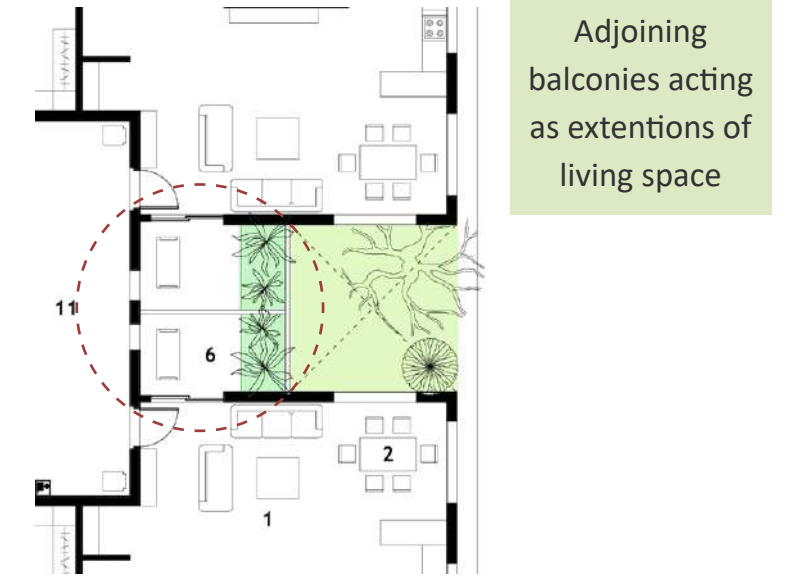 Adjoining
balconies acting
as extentions of
living space
11
6
2
1